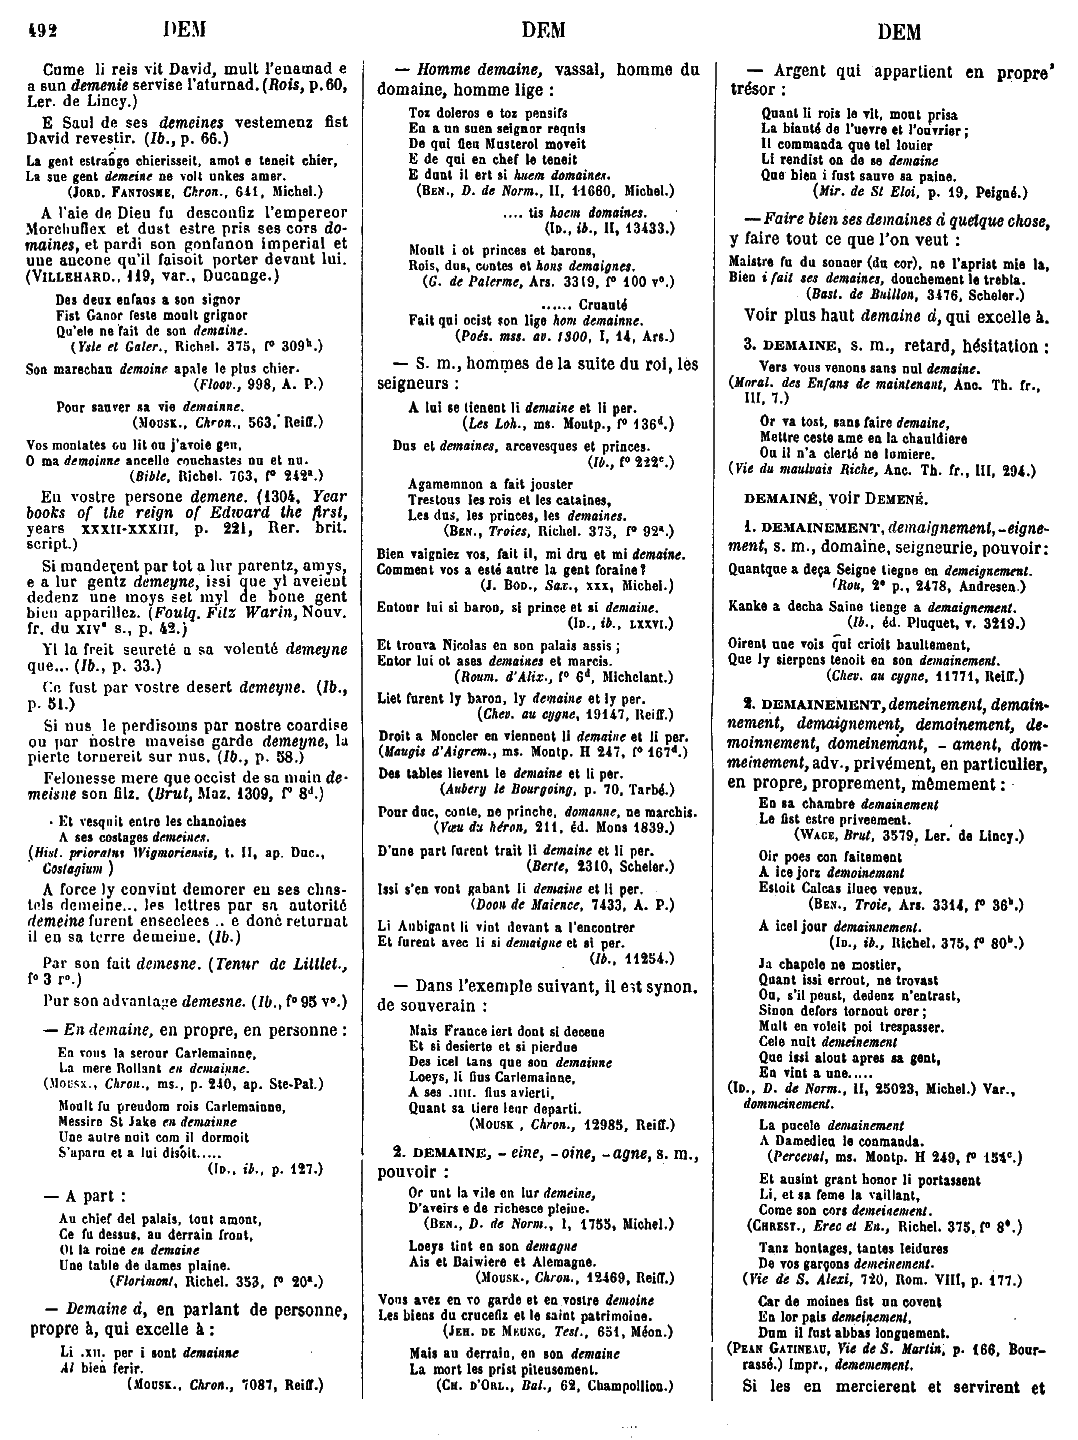 492 DEM DEM DEM
Cume li reis vit David, mult l'enamad e
a sun demenie servise l'aturnad. (Rois, p. 60,
Ler. de Lincy.)
E Saul de ses demeines vestemenz fist
David revestir. (Ib., p. 66.)
La gent estrange chierisseit, amot e teneit chier,
La sue gent demeine ne volt unkes amer.
(JORD. FANTOSME, Chron., 641, Michel.)
A l'aie de Dieu fu desconfiz l'empereor
Morchuflex et dust estre pris ses cors do-
maines, et pardi son gonfanon imperial et
une ancone qu'il faisoit porter devant lui.
(VILLEHARD., 119, var., Ducange.)
Des deux enfans a son signor
Fist Ganor feste moult grignor
Qu'ele ne fait de son demaine.
(Ysle et Galer., Richel. 375, f° 309b.)
Son marechau demoine apale le plus chier.
(Floov., 998, A. P.)
Pour sauver sa vie demainne.
(MOUSK., Chron., 563, Reiff.)
Vos montates ou lit ou j'avoie geu,
O ma demoinne ancelle couchastes nu et nu.
(Bible, Richel. 763, f° 242a.)
En vostre persone demene. (1304, Year
books of the reign of Edward the first,
years XXXII-XXXIII, p. 221, Rer. brit.
script.)
Si manderent par tot a lur parentz, amys,
e a lur gentz demeyne, issi que yl aveient
dedenz une moys set myl de bone gent
bien appariIlez. (Foulq. Fitz Warin, Nouv.
fr. du XIVe s., p. 42.)
Yl la freit seureté a sa volenté demeyne
que... (Ib., p. 33.)
Ce fust par vostre desert demeyne. (Ib.,
p. 51.)
Si nus le perdisoms par nostre coardise
ou par nostre maveise garde demeyne, la
pierte tornereit sur nus. (Ib., p. 58.)
Felonesse mere que occist de sa main de-
meisne son filz. (Brut, Maz. 1309, f° 8d.)
Et vesquit entre les chanoines
A ses costages demeines.
(Hist. prioratus Wigmoriensis, t. II, ap. Duc.,
Costagium )
A force ly convint demorer en ses chas-
tels demeine... les lettres par sa autorité
demeine furent enseelees .. e donc returnat
il en sa terre demeine. (Ib.)
Par son fait demesne. (Tenur de Littlet.,
f° 3 r°.)
Pur son advantage demesne. (Ib., f° 95 v°.)
— En demaine, en propre, en personne :
En vous la serour Carlemainne,
La mere Rollant en demainne.
(MOUSK., Chron., ms., p. 240, ap. Ste-Pal.)
Moult fu preudom rois Carlemainne,
Messire St Jake en demainne
Une autre nuit com il dormoit
S'apara et a lui disoit.....
(ID., ib., p. 127.)
— A part :
Au chief del palais, tout amont,
Ce fu dessus, au derrain front,
Ot la roine en demaine
Une table de dames plaine.
(Florimont, Richel. 353, f° 20a.)
— Demaine à, en parlant de personne,
propre à, qui excelle à :
Li .XII. per i sont demainne
Al bien ferir.
(MOUSK., Chron., 7087, Reiff.)
— Homme demaine, vassal, homme du
domaine, homme lige :
Toz doleros e toz pensifs
En a un suen seignor requis
De qui fieu Musterol moveit
E de qui en chef le teneit
E dunt il ert si huem domaines.
(BEN., D. de Norm., II, 11660, Michel.)
.... tis hoem domaines.
(ID., ib., II, 13433.)
Moult i ot princes et barons,
Rois, dus, contes et hons demaignes.
(G. de Palerme, Ars. 3319, f° 100 v°.)
...... Cruauté
Fait qui ocist son lige hom demainne.
(Poés. mss. av. 1300, I, 14, Ars.)
— S. m., hommes de la suite du roi, les
seigneurs :
A lui se tienent li demaine et li per.
(Les Loh., ms. Montp., f° 136d.)
Dus et demaines, arcevesques et princes.
(Ib., f° 222c.)
Agamemnon a fait jouster
Trestous les rois et les cataines,
Les dus, les princes, les demaines.
(BEN., Troies, Richel. 375, f° 92a.)
Bien vaigniez vos, fait il, mi dru et mi demaine.
Comment vos a esté autre la gent foraine?
(J. BOD., Sax., XXX, Michel.)
Entour lui si baron, si prince et si demaine.
(ID., ib., LXXVI.)
Et trouva Nicolas en son palais assis ;
Entor lui ot ases demaines et marcis.
(Roum. d'Alix., f° 6d, Michelant.)
Liet furent ly baron, ly demaine et ly per.
(Chev. au cygne, 19147, Reiff.)
Droit a Moncler en viennent li demaine et li per.
(Maugis d'Aigrem., ms. Montp. H 247, f° 167d.)
Des tables lievent le demaine et li per.
(Aubery le Bourgoing, p. 70, Tarbé.)
Pour duc, conte, ne prinche, domanne, ne marchis.
(Vœu du héron, 211, éd. Mons 1839.)
D'une part furent trait li demaine et li per.
(Berte, 2310, Scheler.)
Issi s'en vont gabant li demaine et li per.
(Doon de Maience, 7433, A. P.)
Li Aubigant li vint devant a l'encontrer
Et furent avec li si demaigne et si per.
(Ib., 11254.)
— Dans l'exemple suivant, il est synon.
de souverain :
Mais France iert dont si decene
Et si desierte et si pierdue
Des icel tans que son demainne
Loeys, li fius Carlemainne,
A ses .IIII. fius avierti,
Quant sa tiere leur departi.
(MOUSK , Chron., 12985, Reiff.)
2. DEMAINE, - eine, - oine, - agne, s. m.,
pouvoir :
Or unt la vile en lur demeine,
D'aveirs e de richesce pleine.
(BEN., D. de Norm., I, 1755, Michel.)
Loeys tint en son demagne
Ais et Baiwiere et Alemagne.
(MOUSK., Chron., 12469, Reiff.)
Vous avez en vo garde et en vostre demoine
Les biens du crucefiz et le saint patrimoine.
(JEH. DE MEUNG, Test., 651, Méon.)
Mais au derrain, en son demaine
La mort les prist piteusoment.
(CH. D'ORL., Bal., 62, Champollion.)
— Argent qui appartient en propre,
trésor :
Quant li rois le vit, mout prisa
La biauté de l'uevre et l'ouvrier ;
Il commanda que tel louier
Li rendist on de se demaine
Que bien i fust sauve sa paine.
(Mir. de St Eloi, p. 19, Peigné.)
— Faire bien ses demaines à quelque chose,
y faire tout ce que l'on veut :
Maistre fu du sonner (du cor), ne l'aprist mie la,
Bien i fait ses demaines, douchement le trebla.
(Bast. de Buillon, 3476, Scheler.)
Voir plus haut demaine à, qui excelle à.
3. DEMAINE, s. m., retard, hésitation :
Vers vous venons sans nul demaine.
(Moral. des Enfans de maintenant, Anc. Th. fr.,
III, 7.)
Or va tost, sans faire demaine,
Mettre ceste ame en la chauldiere
Ou il n'a clerté ne lumiere.
(Vie du maulvais Riche, Anc. Th. fr., III, 294.)
DEMAINÉ, voir DEMENÉ.
1. DEMAINEMENT, demaignement, -eigne-
ment, s. m., domaine, seigneurie, pouvoir :
Quantque a deça Seigne tiegne en demeignement.
(Rou, 2e p., 2478, Andresen.)
Kanke a decha Saine tienge a demaignement.
(Ib., éd. Pluquet, v. 3219.)
Oirent une vois qui crioit haultement,
Que ly sierpens tenoit en son demainement.
(Chev. au cygne, 11771, Reiff.)
2. DEMAINEMENT, demeinement, demain-
nement, demaignement, demoinement, de-
moinnement, domeinemant, - ament, dom-
meinement, adv., privément, en particulier,
en propre, proprement, mêmement :
En sa chambre demainement
Le fist estre priveement.
(WACE, Brut, 3579, Ler. de Lincy.)
Oir poes con faitement
A ice jorz demoinemant
Estoit Calcas iluec venuz.
(BEN., Troie, Ars. 3314, f° 36b.)
A icel jour demainnement.
(ID., ib., Richel. 375, f° 80b.)
Ja chapele ne mostier,
Quant issi errout, ne trovast
Ou, s'il peust, dedenz n'entrast,
Sinon defors tornout orer ;
Mult en voleit poi trespasser.
Cele nuit demeinement
Que issi alout apres sa gent,
En vint a une.....
(ID., D. de Norm., II, 25023, Michel.) Var.,
dommeinement.
La pucele demainement
A Damedieu le conmanda.
(Perceval, ms. Montp. H 249, f° 154c.)
Et ausint grant honor li portassent
Li, et sa feme la vaillant,
Come son cors demeinement.
(CHREST., Erec et En., Richel. 375, f° 8e.)
Tanz hontages, tantes leidures
De vos garçons demeinement.
(Vie de S. Alexi, 720, Rom. VIII, p. 177.)
Car de moines fist un covent
En lor païs demeinement,
Dum il fust abbas longuement.
(PEAN GATINEAU, Vie de S. Martin, p. 166, Bour-
rassé.) Impr., dememement.
Si les en mercierent et servirent et